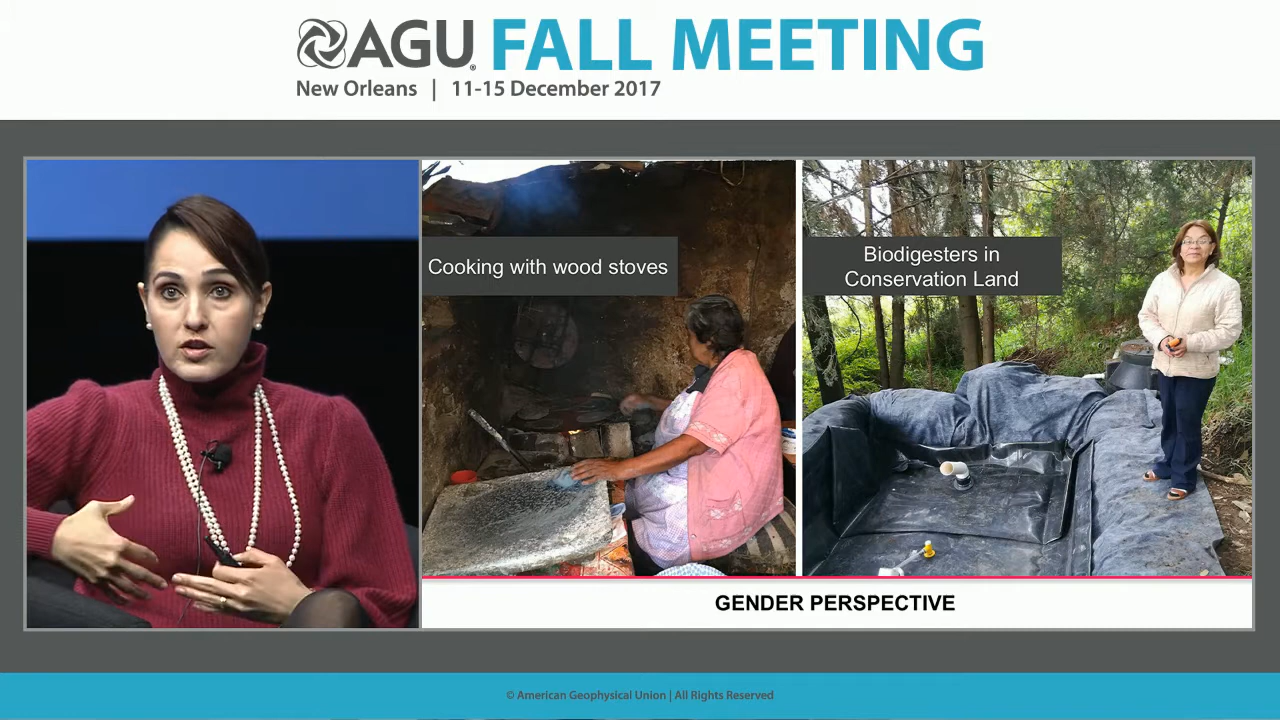 AGU FALL MEETING
New Orleans | 11-15 December 2017
Cooking with wood stoves
Biodigesters in
Conservation Land
GENDER PERSPECTIVE
© American Geophysical Union | All Rights Reserved